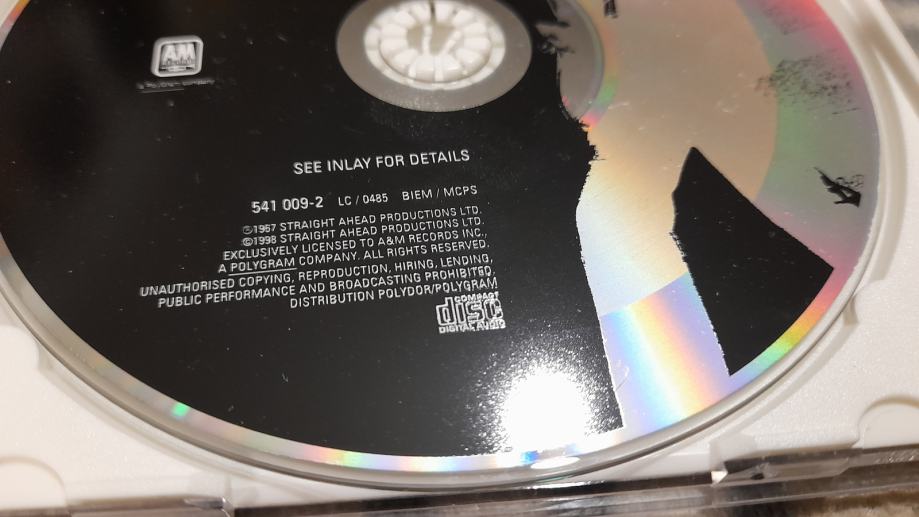 AM
SEE INLAY FOR DETAILS
541 009-2 LC / 0485 BIEM / MCPS
℗1967 STRAIGHT AHEAD PRODUCTIONS LTD.
©1998 STRAIGHT AHEAD PRODUCTIONS LTD.
EXCLUSIVELY LICENSED TO A&M RECORDS INC.,
A POLYGRAM COMPANY. ALL RIGHTS RESERVED.
UNAUTHORISED COPYING, REPRODUCTION, HIRING, LENDING,
PUBLIC PERFORMANCE AND BROADCASTING PROHIBITED.
DISTRIBUTION POLYDOR/POLYGRAM
COMPACT
disc
DIGITAL AUDIO